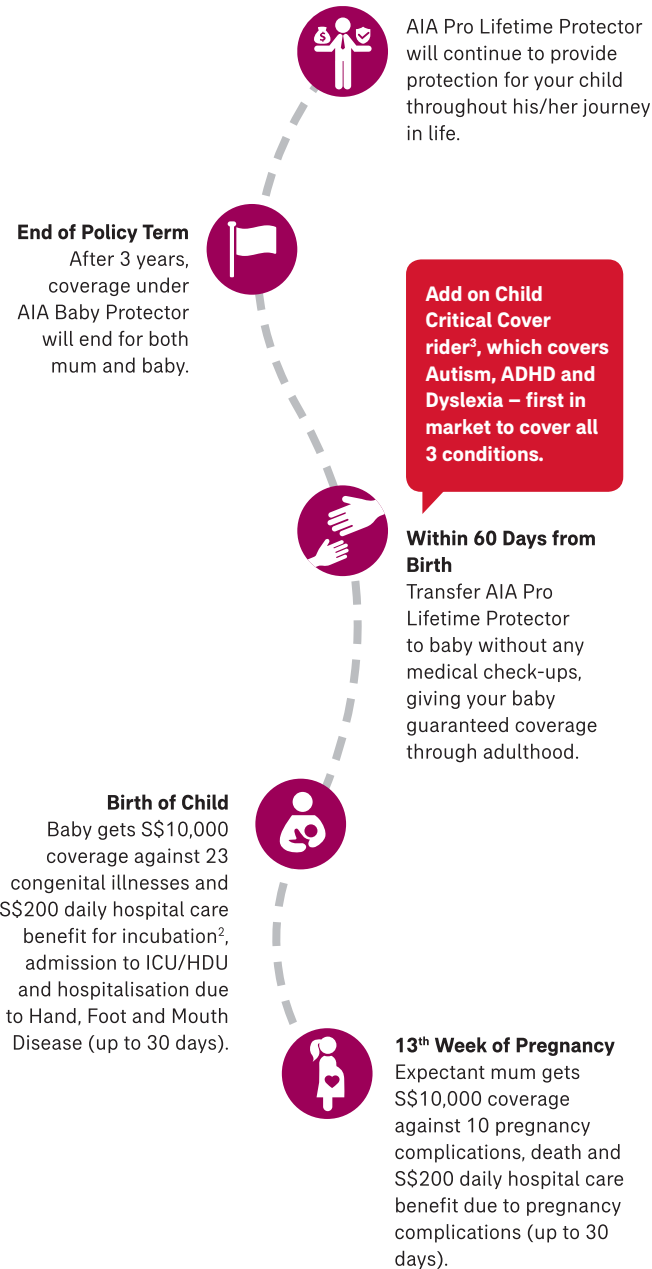 AIA Pro Lifetime Protector
will continue to provide
protection for your child
throughout his/her journey
in life.
End of Policy Term
After 3 years,
coverage under
AIA Baby Protector
will end for both
mum and baby.
Add on Child
Critical Cover
rider³, which covers
Autism, ADHD and
Dyslexia – first in
market to cover all
3 conditions.
Within 60 Days from
Birth
Transfer AIA Pro
Lifetime Protector
to baby without any
medical check-ups,
giving your baby
guaranteed coverage
through adulthood.
Birth of Child
Baby gets S$10,000
coverage against 23
congenital illnesses and
S$200 daily hospital care
benefit for incubation²,
admission to ICU/HDU
and hospitalisation due
to Hand, Foot and Mouth
Disease (up to 30 days).
13th Week of Pregnancy
Expectant mum gets
S$10,000 coverage
against 10 pregnancy
complications, death and
S$200 daily hospital care
benefit due to pregnancy
complications (up to 30
days).